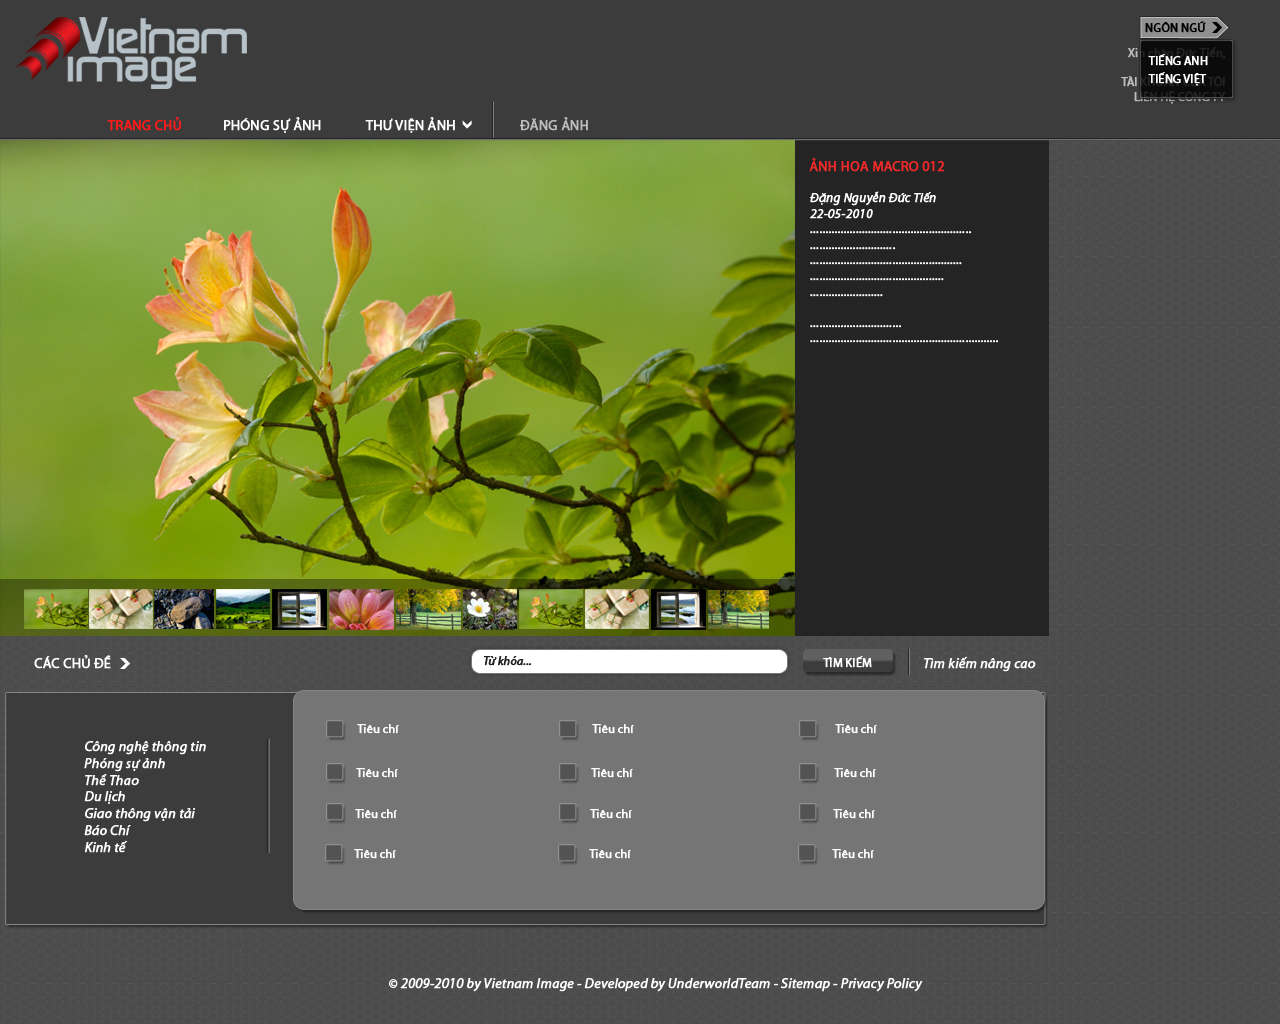 Vietnam
image
NGÔN NGỮ
TIẾNG ANH
TIẾNG VIỆT
Xin chào Đức Tiến,
LIÊN HỆ CÔNG TY
TRANG CHỦ
PHÓNG SỰ ẢNH
THƯ VIỆN ẢNH
ĐĂNG ẢNH
ẢNH HOA MACRO 012
Đặng Nguyễn Đức Tiến
22-05-2010
CÁC CHỦ ĐỀ
Từ khóa...
TÌM KIẾM
Tìm kiếm nâng cao
Công nghệ thông tin
Phóng sự ảnh
Thể Thao
Du lịch
Giao thông vận tải
Báo Chí
Kinh tế
Tiêu chí
Tiêu chí
Tiêu chí
Tiêu chí
Tiêu chí
Tiêu chí
Tiêu chí
Tiêu chí
Tiêu chí
Tiêu chí
Tiêu chí
Tiêu chí
© 2009-2010 by Vietnam Image - Developed by UnderworldTeam - Sitemap - Privacy Policy